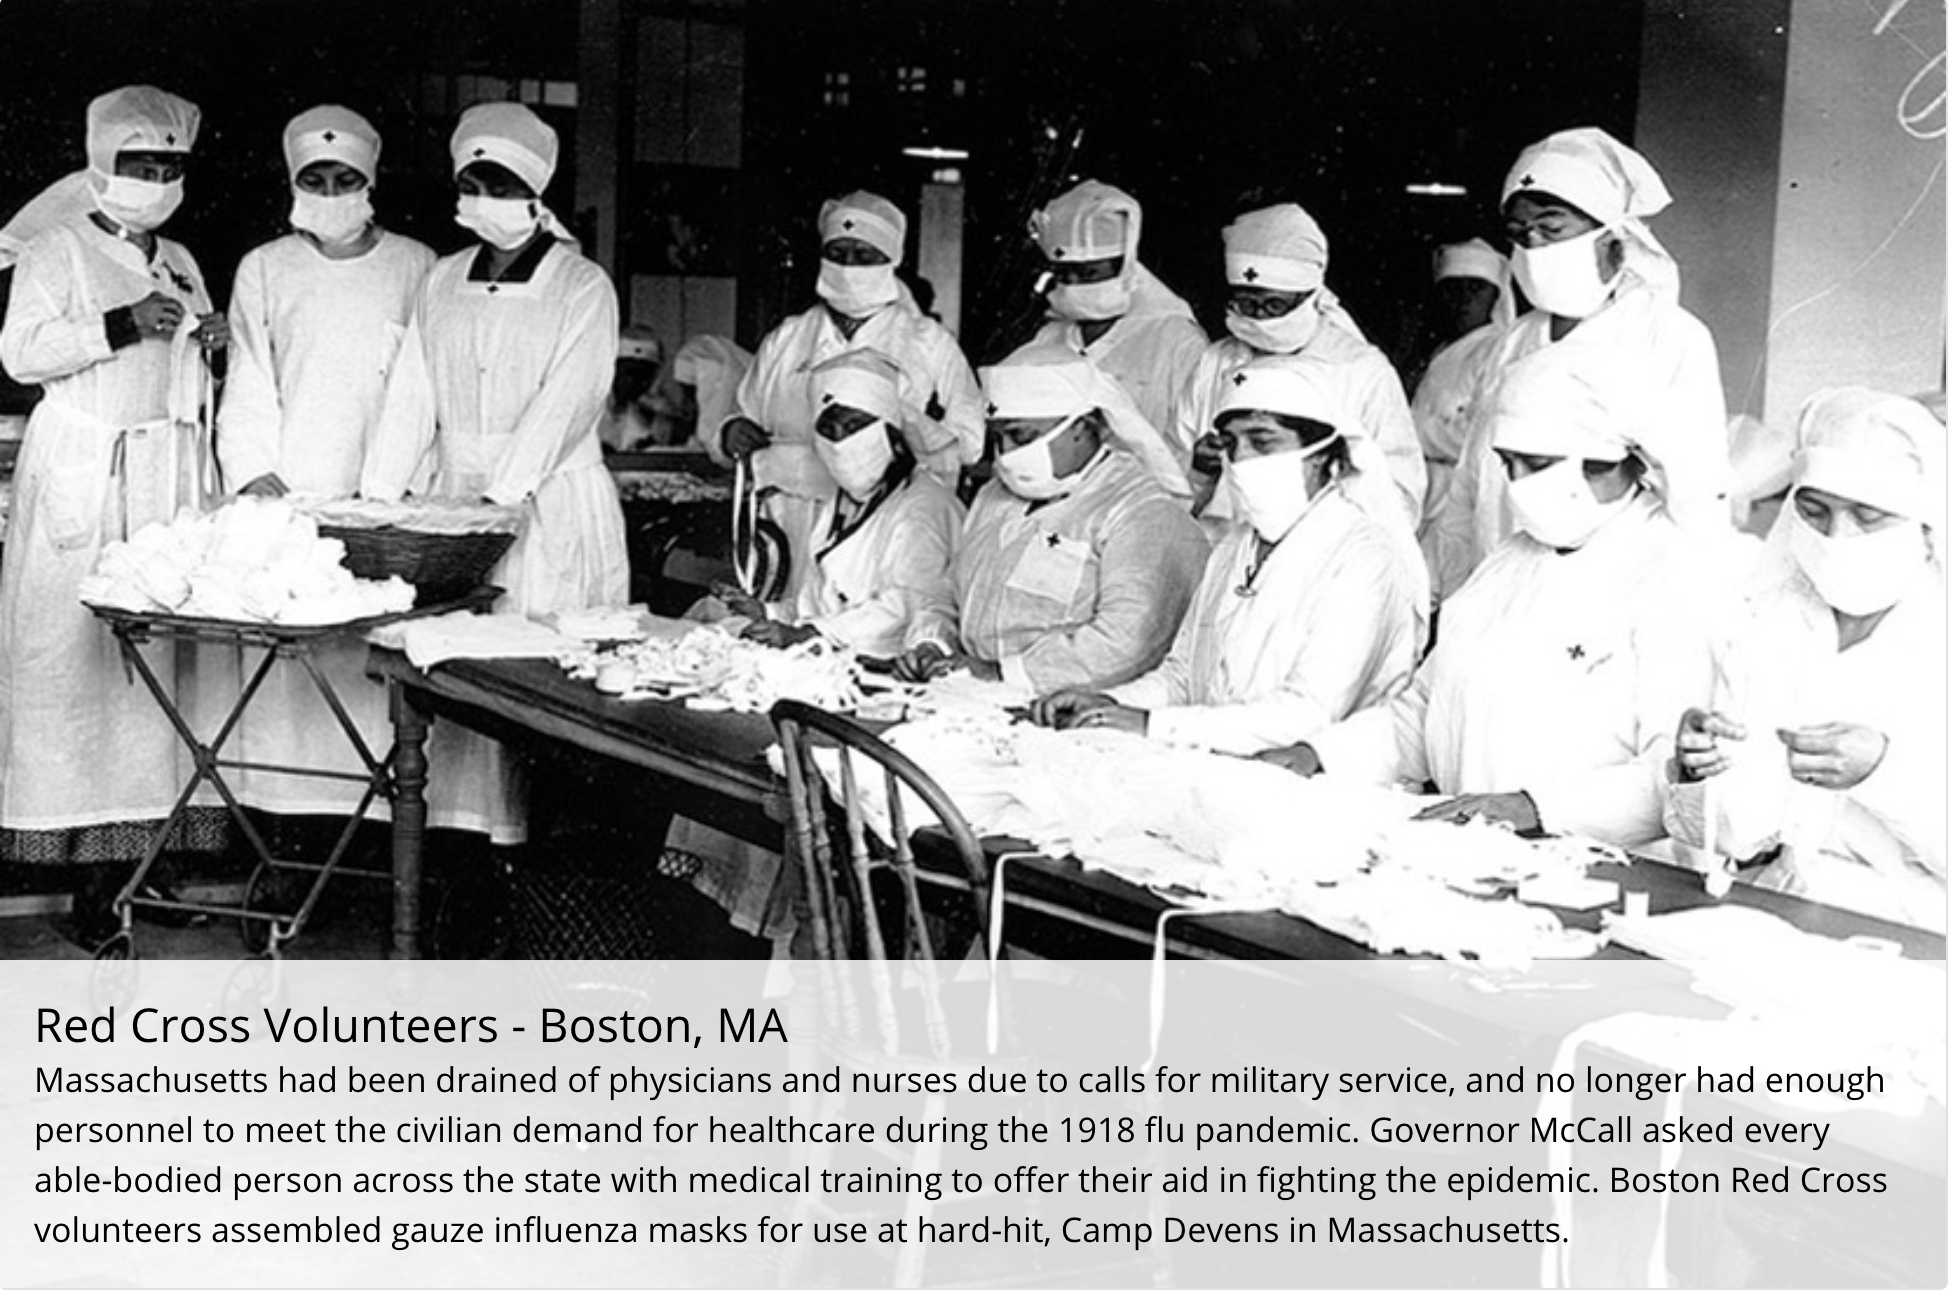 Red Cross Volunteers - Boston, MA
Massachusetts had been drained of physicians and nurses due to calls for military service, and no longer had enough
personnel to meet the civilian demand for healthcare during the 1918 flu pandemic. Governor McCall asked every
able-bodied person across the state with medical training to offer their aid in fighting the epidemic. Boston Red Cross
volunteers assembled gauze influenza masks for use at hard-hit, Camp Devens in Massachusetts.